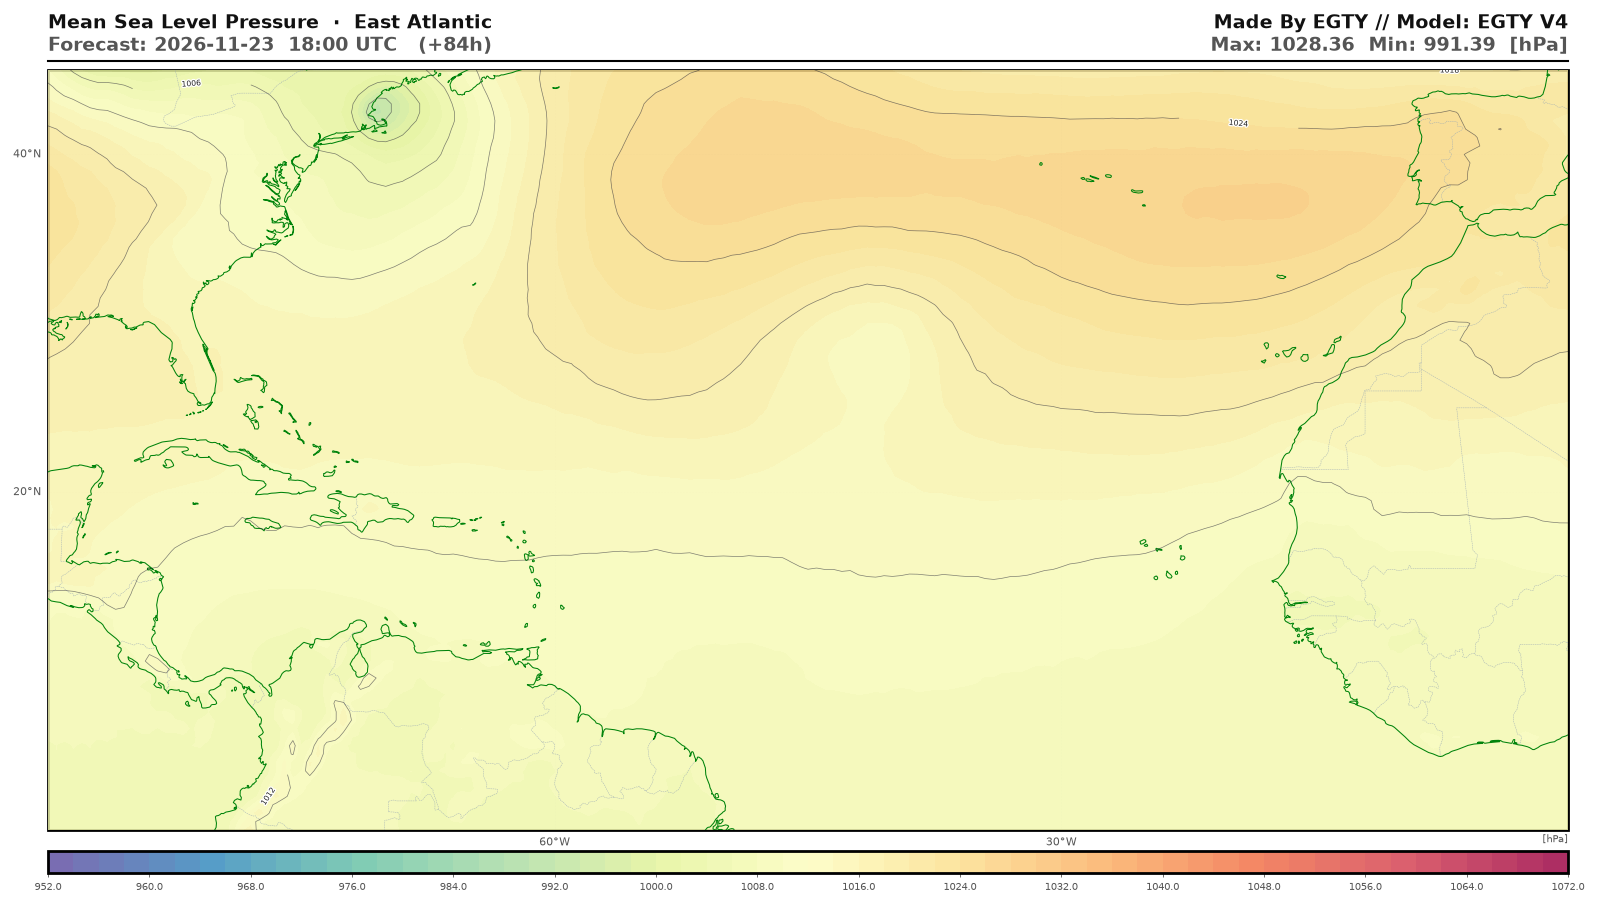 Mean Sea Level Pressure · East Atlantic
Made By EGTY // Model: EGTY V4
Forecast: 2026-11-23 18:00 UTC (+84h)
Max: 1028.36 Min: 991.39 [hPa]
1006
1024
40°N
20°N
1012
60°W
30°W
[hPa]
952.0 960.0 968.0 976.0 984.0 992.0 1000.0 1008.0 1016.0 1024.0 1032.0 1040.0 1048.0 1056.0 1064.0 1072.0